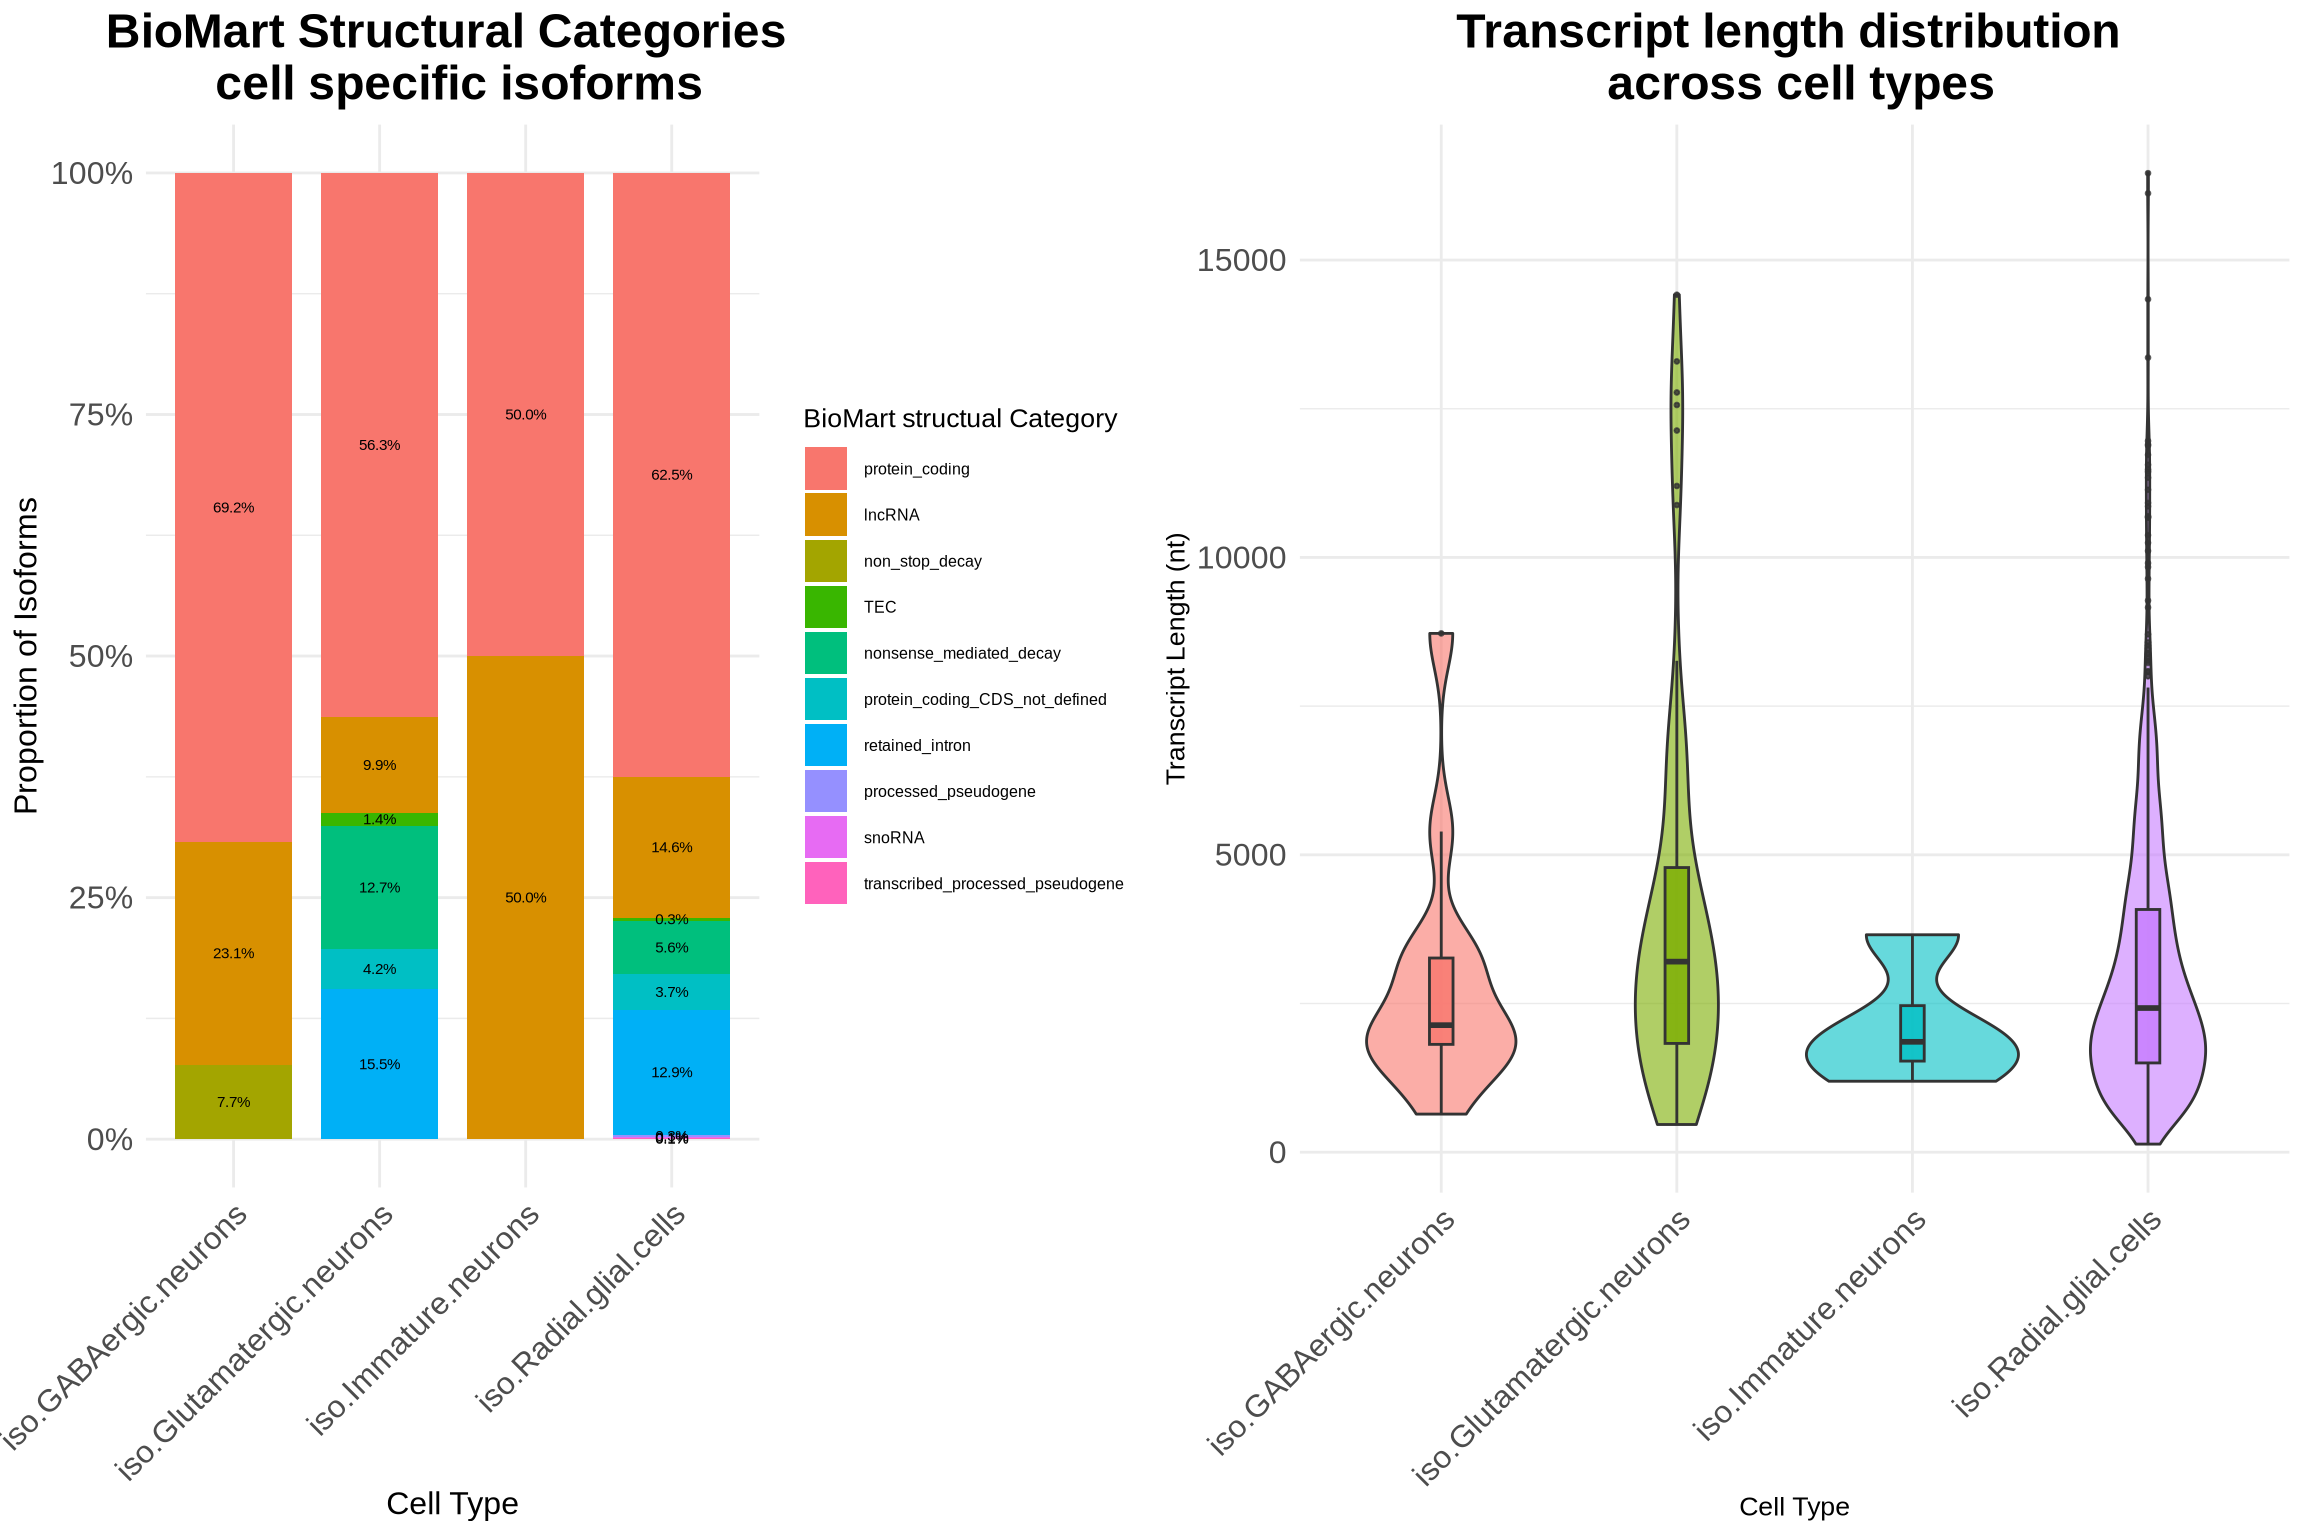 BioMart Structural Categories
cell specific isoforms
Proportion of Isoforms
100%
75%
50%
25%
0%
69.2%
23.1%
7.7%
56.3%
9.9%
1.4%
12.7%
4.2%
15.5%
50.0%
50.0%
62.5%
14.6%
0.3%
5.6%
3.7%
12.9%
0.1%
iso.GABAergic.neurons
iso.Glutamatergic.neurons
iso.Immature.neurons
iso.Radial.glial.cells
Cell Type
BioMart structual Category
protein_coding
lncRNA
non_stop_decay
TEC
nonsense_mediated_decay
protein_coding_CDS_not_defined
retained_intron
processed_pseudogene
snoRNA
transcribed_processed_pseudogene
Transcript length distribution
across cell types
Transcript Length (nt)
15000
10000
5000
0
iso.GABAergic.neurons
iso.Glutamatergic.neurons
iso.Immature.neurons
iso.Radial.glial.cells
Cell Type